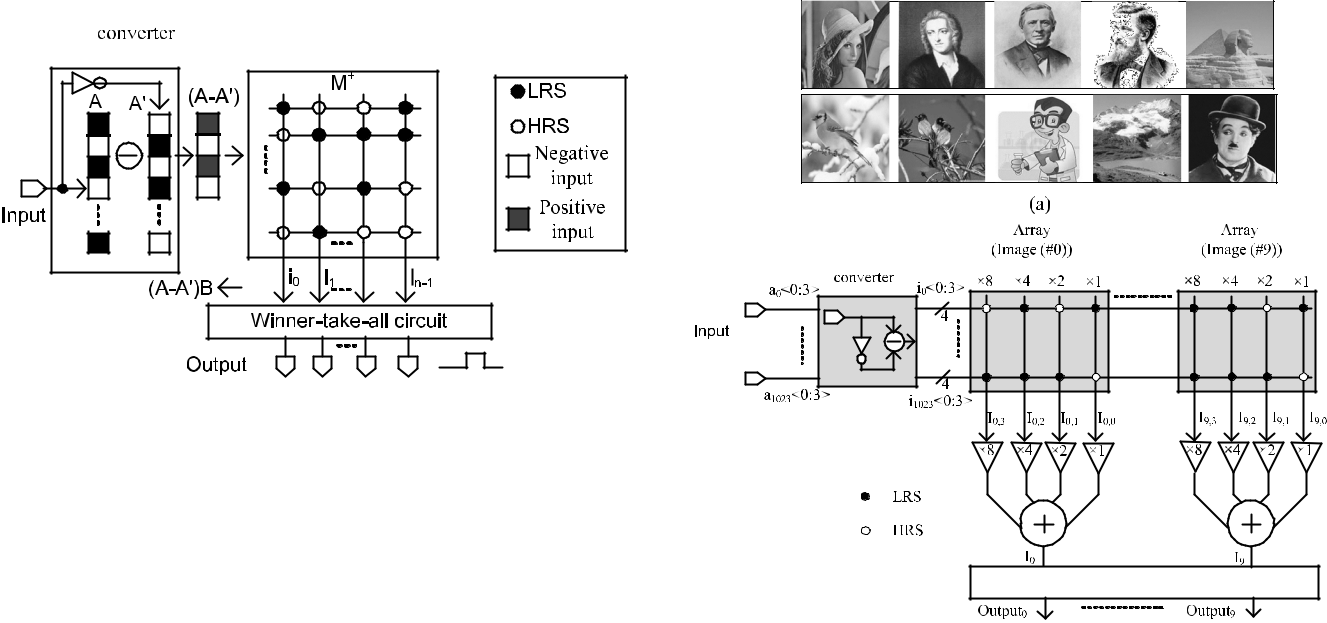 converter
A
A'
(A-A')
M+
LRS
HRS
Negative
input
Positive
input
Input
i0
I1
In-1
(A-A')B
Winner-take-all circuit
Output
(a)
Array
(Image (#0))
Array
(Image (#9))
a0<0:3>
converter
i0<0:3>
×8 ×4 ×2 ×1
×8 ×4 ×2 ×1
4
Input
4
a1023<0:3>
i1023<0:3>
I0,3 I0,2 I0,1 I0,0
I9,3 I9,2 I9,1 I9,0
×8 ×4 ×2 ×1
×8 ×4 ×2 ×1
LRS
HRS
+
+
I0
I9
Output0
Output9